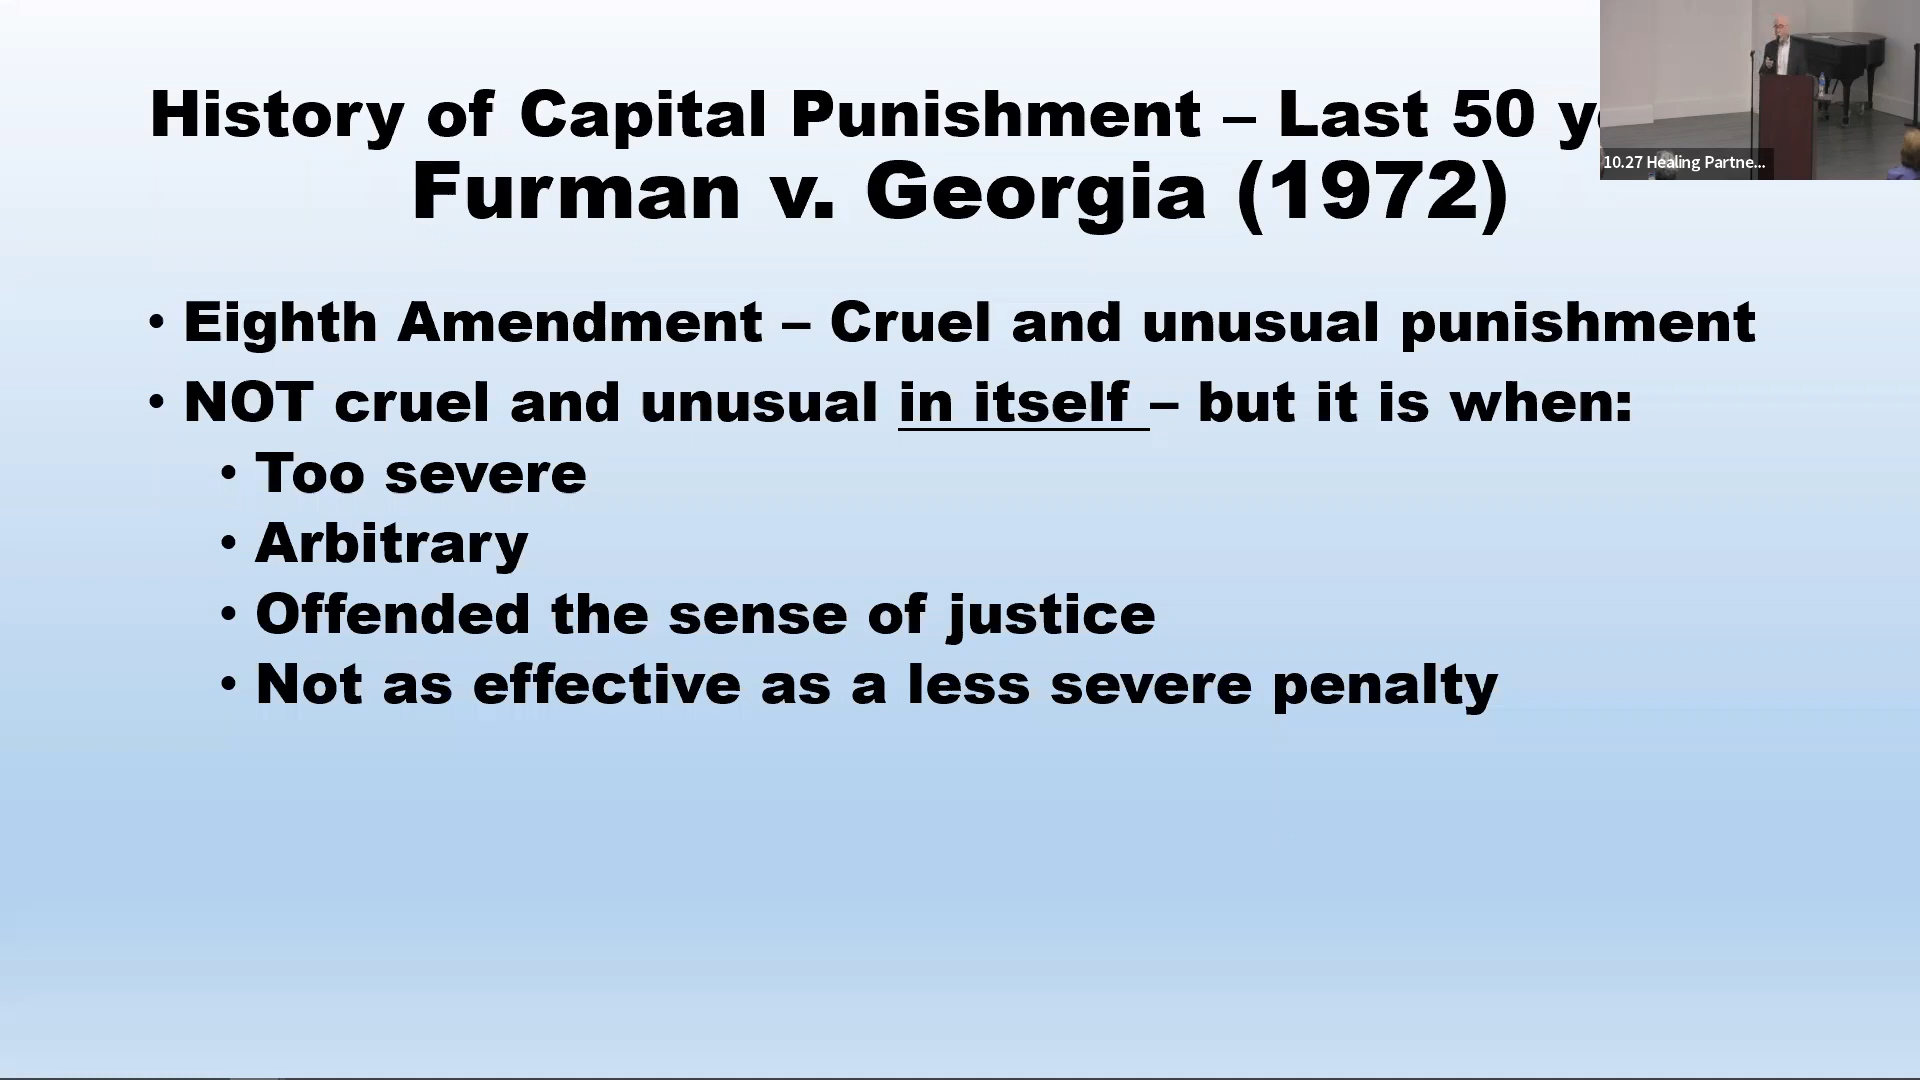 History of Capital Punishment – Last 50
Furman v. Georgia (1972)
• Eighth Amendment – Cruel and unusual punishment
• NOT cruel and unusual in itself – but it is when:
• Too severe
• Arbitrary
• Offended the sense of justice
• Not as effective as a less severe penalty
10.27 Healing Partne...